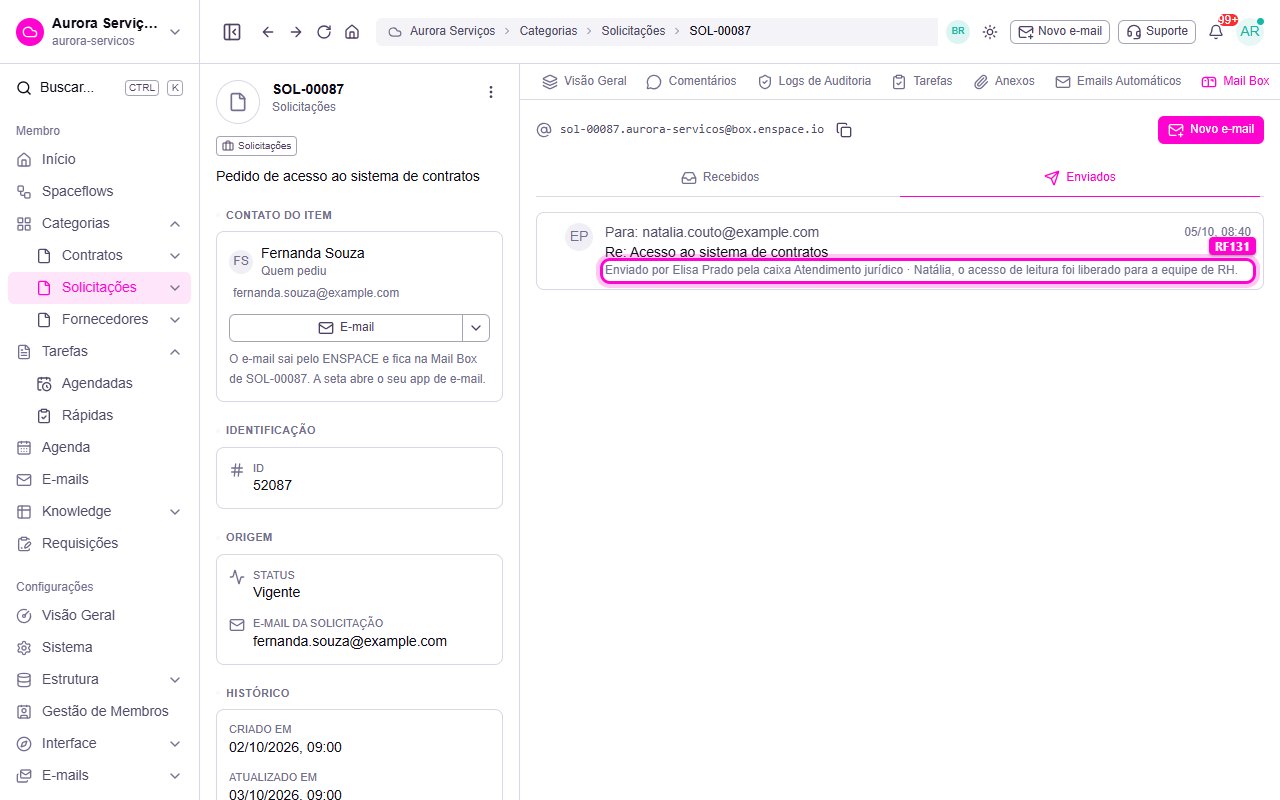 Aurora Serviç...
aurora-servicos
Aurora Serviços
Categorias
Solicitações
SOL-00087
BR
Novo e-mail
Suporte
99+
AR
Buscar...
CTRL
K
Membro
Início
Spaceflows
Categorias
Contratos
Solicitações
Fornecedores
Tarefas
Agendadas
Rápidas
Agenda
E-mails
Knowledge
Requisições
Configurações
Visão Geral
Sistema
Estrutura
Gestão de Membros
Interface
E-mails
SOL-00087
Solicitações
Solicitações
Pedido de acesso ao sistema de contratos
CONTATO DO ITEM
FS
Fernanda Souza
Quem pediu
fernanda.souza@example.com
E-mail
O e-mail sai pelo ENSPACE e fica na Mail Box
de SOL-00087. A seta abre o seu app de e-mail.
IDENTIFICAÇÃO
ID
52087
ORIGEM
STATUS
Vigente
E-MAIL DA SOLICITAÇÃO
fernanda.souza@example.com
HISTÓRICO
CRIADO EM
02/10/2026, 09:00
ATUALIZADO EM
03/10/2026, 09:00
Visão Geral
Comentários
Logs de Auditoria
Tarefas
Anexos
Emails Automáticos
Mail Box
sol-00087.aurora-servicos@box.enspace.io
Novo e-mail
Recebidos
Enviados
EP
Para: natalia.couto@example.com
05/10, 08:40
Re: Acesso ao sistema de contratos
RF131
Enviado por Elisa Prado pela caixa Atendimento jurídico · Natália, o acesso de leitura foi liberado para a equipe de RH.